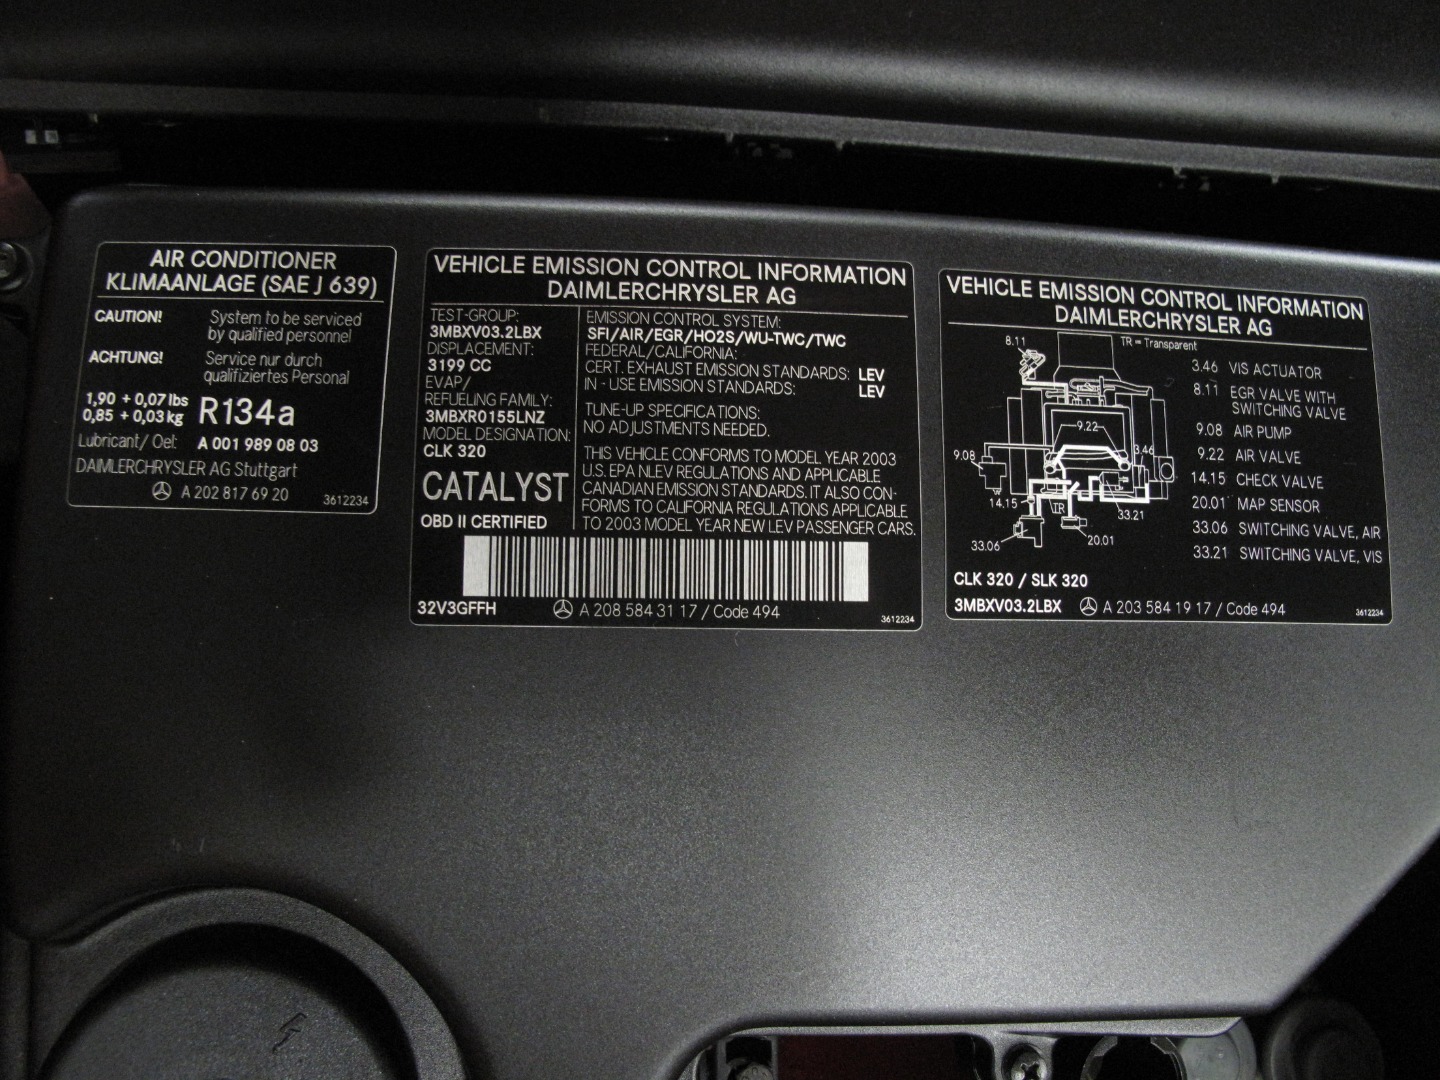 AIR CONDITIONER
KLIMAANLAGE (SAE J 639)
CAUTION! System to be serviced
by qualified personnel
ACHTUNG! Service nur durch
qualifiziertes Personal
1,90 + 0,07 lbs
0,85 + 0,03 kg R134a
Lubricant/ Oel: A 001 989 08 03
DAIMLERCHRYSLER AG Stuttgart
A 202 817 69 20 3612234
VEHICLE EMISSION CONTROL INFORMATION
DAIMLERCHRYSLER AG
TEST-GROUP:
3MBXV03.2LBX
DISPLACEMENT:
3199 CC
EVAP/
REFUELING FAMILY:
3MBXR0155LNZ
MODEL DESIGNATION:
CLK 320
CATALYST
OBD II CERTIFIED
EMISSION CONTROL SYSTEM:
SFI/AIR/EGR/HO2S/WU-TWC/TWC
FEDERAL/CALIFORNIA:
CERT. EXHAUST EMISSION STANDARDS: LEV
IN - USE EMISSION STANDARDS: LEV
TUNE-UP SPECIFICATIONS:
NO ADJUSTMENTS NEEDED.
THIS VEHICLE CONFORMS TO MODEL YEAR 2003
U.S. EPA NLEV REGULATIONS AND APPLICABLE
CANADIAN EMISSION STANDARDS. IT ALSO CON-
FORMS TO CALIFORNIA REGULATIONS APPLICABLE
TO 2003 MODEL YEAR NEW LEV PASSENGER CARS.
32V3GFFH A 208 584 31 17 / Code 494
3612234
VEHICLE EMISSION CONTROL INFORMATION
DAIMLERCHRYSLER AG
TR = Transparent
8.11
9.22
3.46
9.08
14.15
TR
33.21
33.06
20.01
3.46 VIS ACTUATOR
8.11 EGR VALVE WITH
SWITCHING VALVE
9.08 AIR PUMP
9.22 AIR VALVE
14.15 CHECK VALVE
20.01 MAP SENSOR
33.06 SWITCHING VALVE, AIR
33.21 SWITCHING VALVE, VIS
CLK 320 / SLK 320
3MBXV03.2LBX A 203 584 19 17 / Code 494
3612234